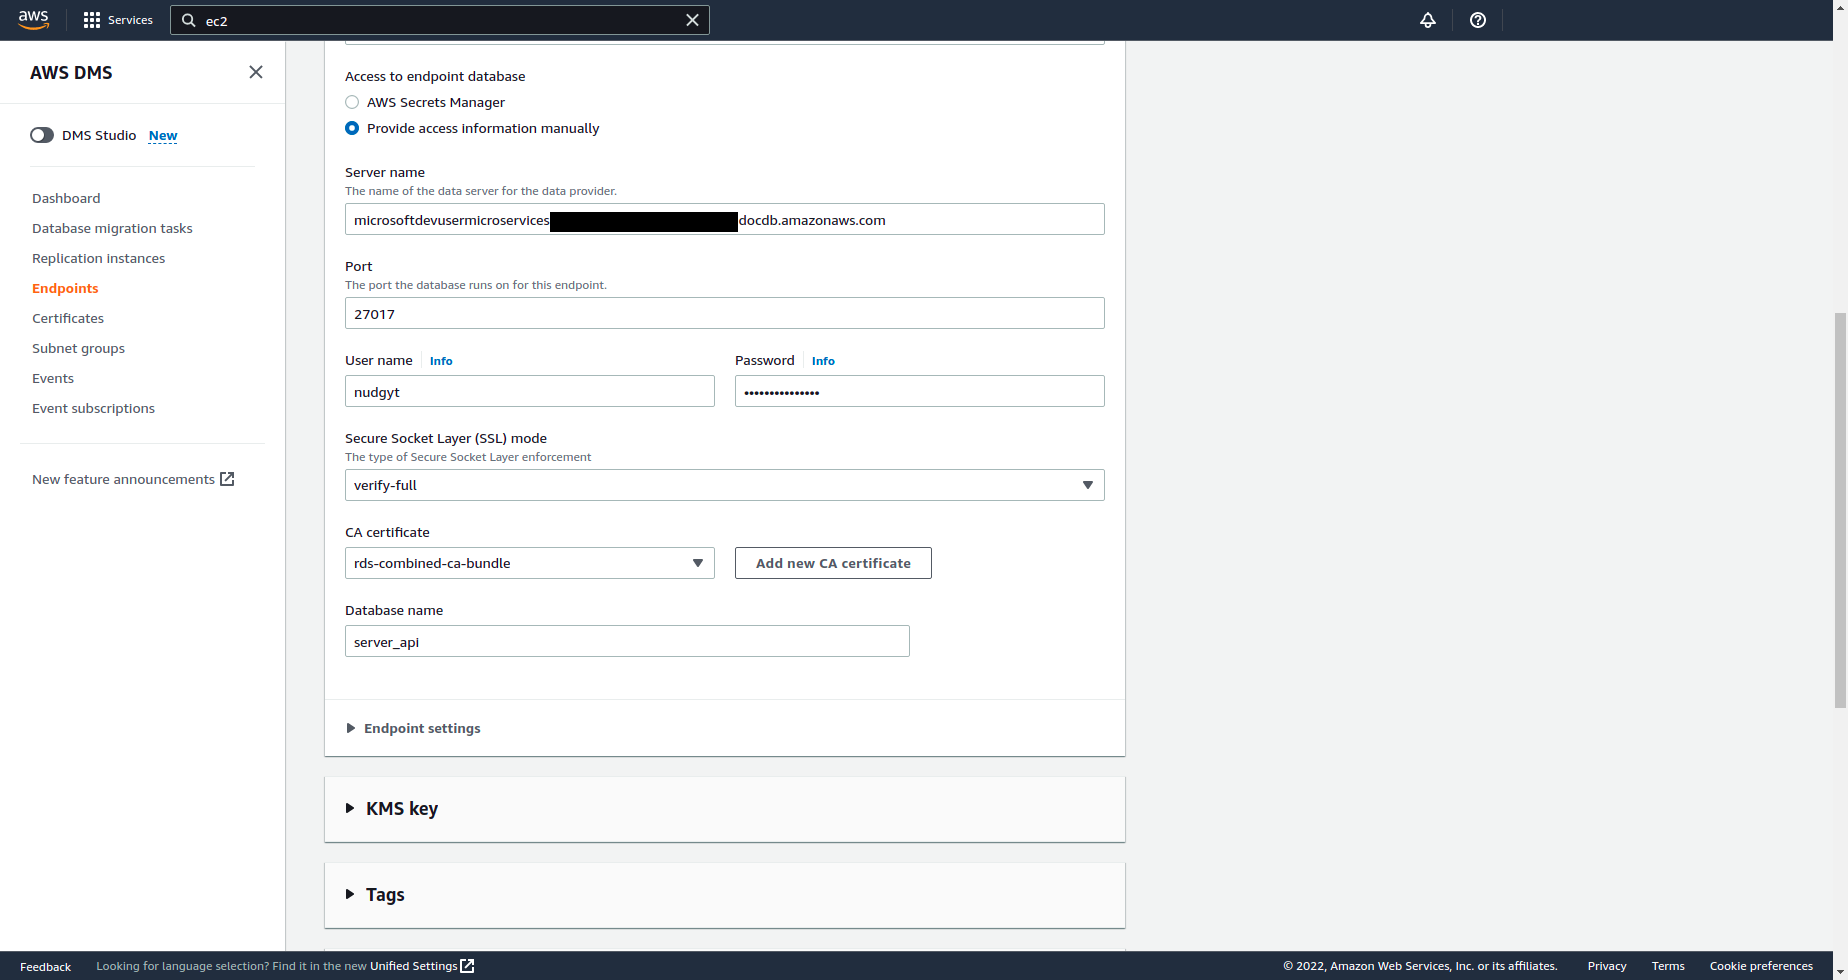 aws
Services
ec2
AWS DMS
DMS Studio New
Dashboard
Database migration tasks
Replication instances
Endpoints
Certificates
Subnet groups
Events
Event subscriptions
New feature announcements
Access to endpoint database
AWS Secrets Manager
Provide access information manually
Server name
The name of the data server for the data provider.
microsoftdevusermicroservices docdb.amazonaws.com
Port
The port the database runs on for this endpoint.
27017
User name Info Password Info
nudgyt •••••••••••••••
Secure Socket Layer (SSL) mode
The type of Secure Socket Layer enforcement
verify-full
CA certificate
rds-combined-ca-bundle Add new CA certificate
Database name
server_api
Endpoint settings
KMS key
Tags
Feedback Looking for language selection? Find it in the new Unified Settings © 2022, Amazon Web Services, Inc. or its affiliates. Privacy Terms Cookie preferences